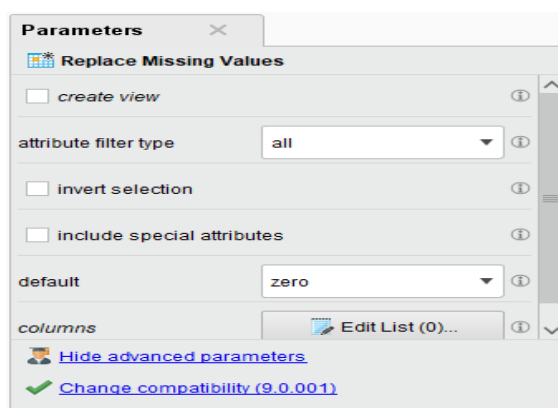 Parameters
Replace Missing Values
create view
attribute filter type all
invert selection
include special attributes
default zero
columns Edit List (0)...
Hide advanced parameters
Change compatibility (9.0.001)